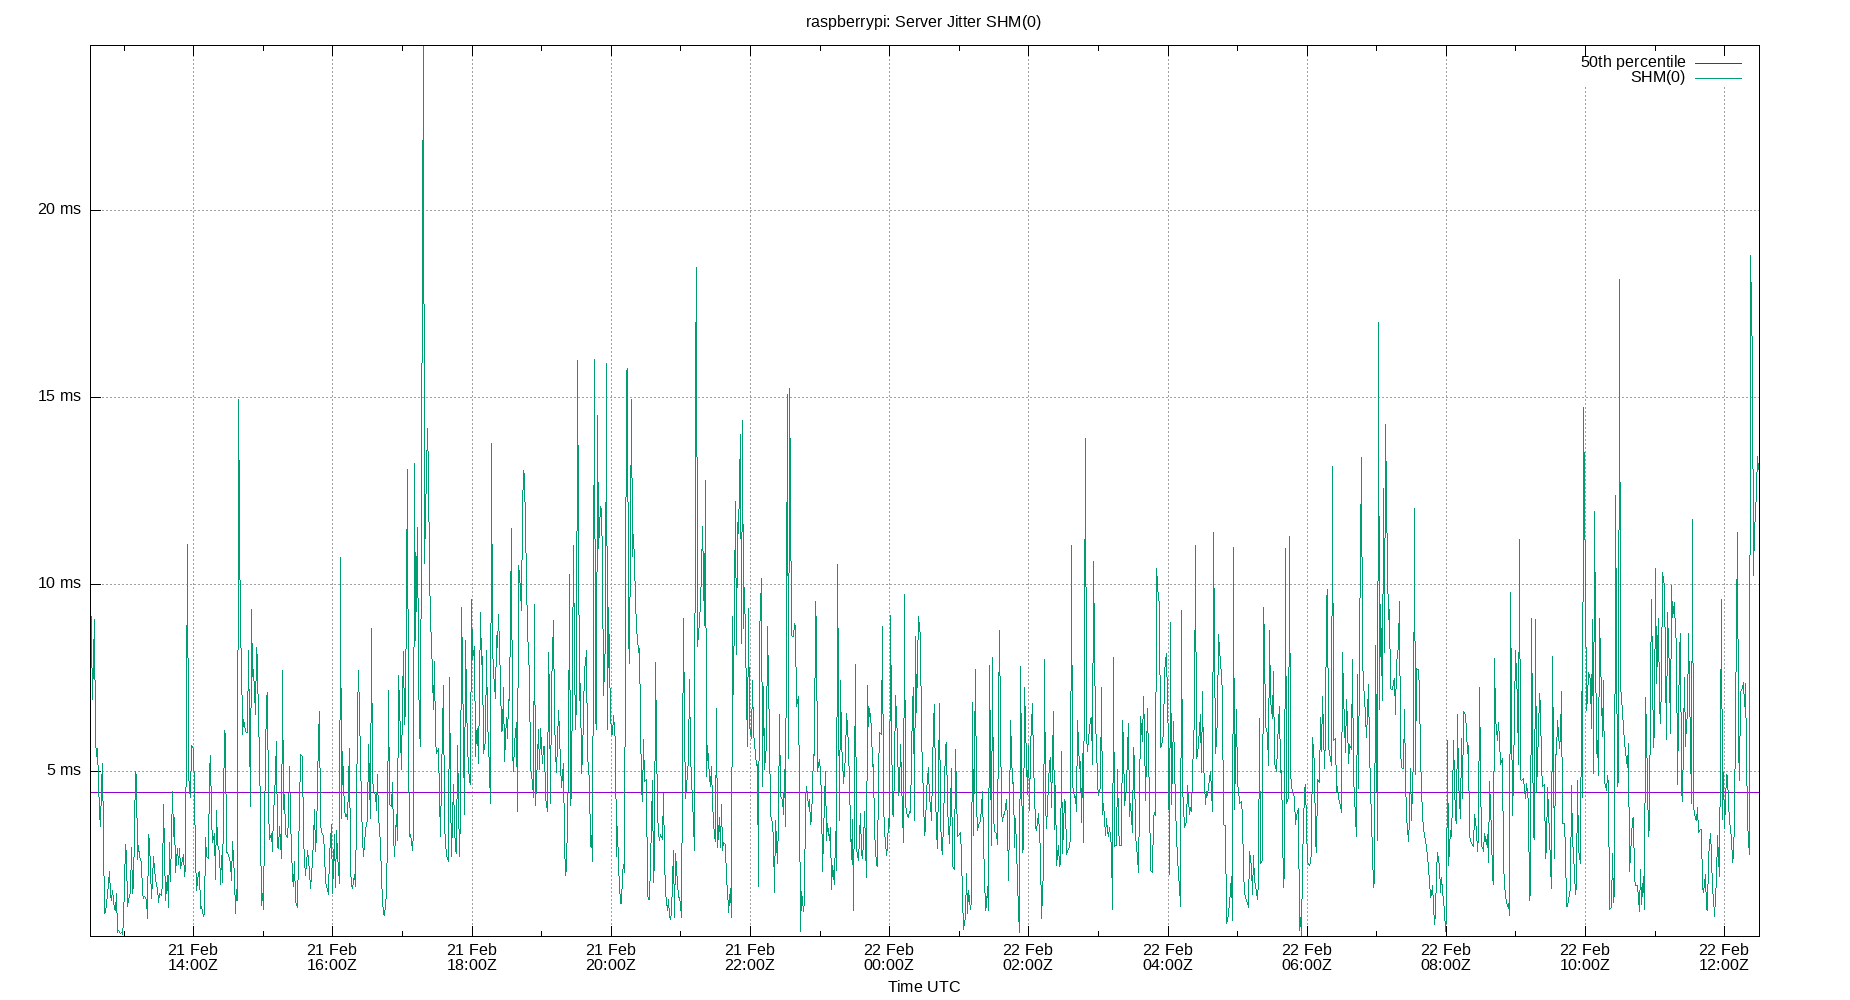 raspberrypi: Server Jitter SHM(0)
50th percentile
SHM(0)
20 ms
15 ms
10 ms
5 ms
21 Feb 21 Feb 21 Feb 21 Feb 21 Feb 22 Feb 22 Feb 22 Feb 22 Feb 22 Feb 22 Feb 22 Feb
14:00Z 16:00Z 18:00Z 20:00Z 22:00Z 00:00Z 02:00Z 04:00Z 06:00Z 08:00Z 10:00Z 12:00Z
Time UTC